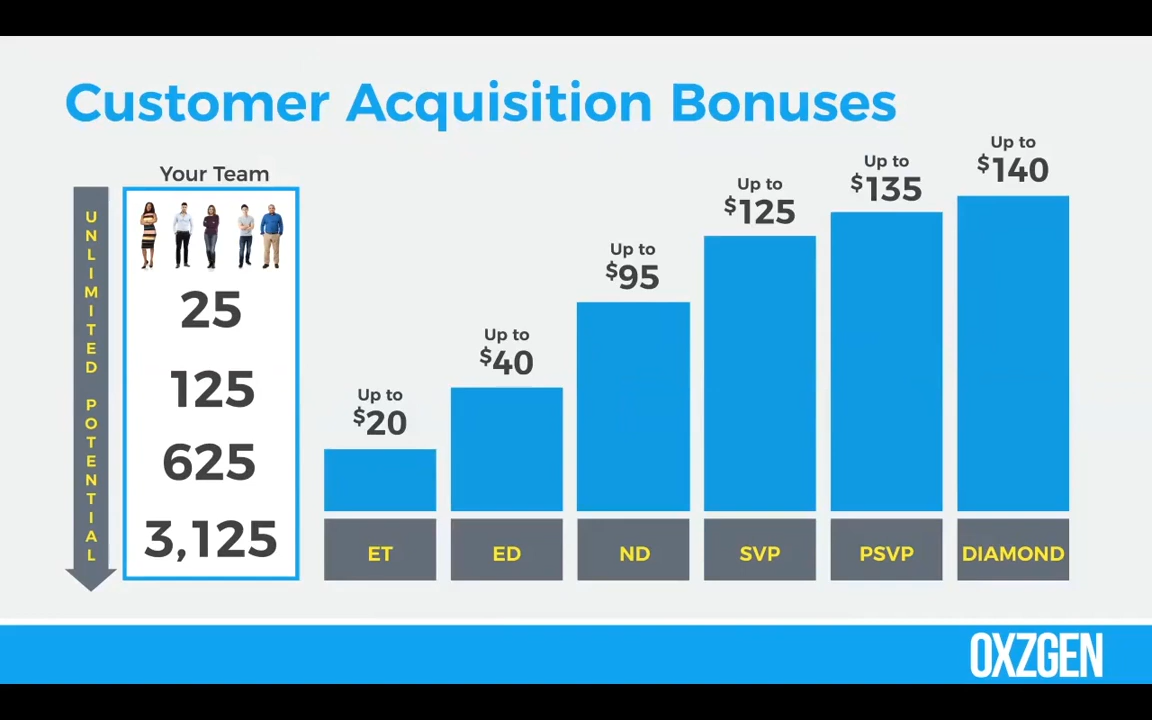 Customer Acquisition Bonuses
Your Team
UNLIMITED POTENTIAL
25
125
625
3,125
Up to
$20
Up to
$40
Up to
$95
Up to
$125
Up to
$135
Up to
$140
ET
ED
ND
SVP
PSVP
DIAMOND
OXZGEN